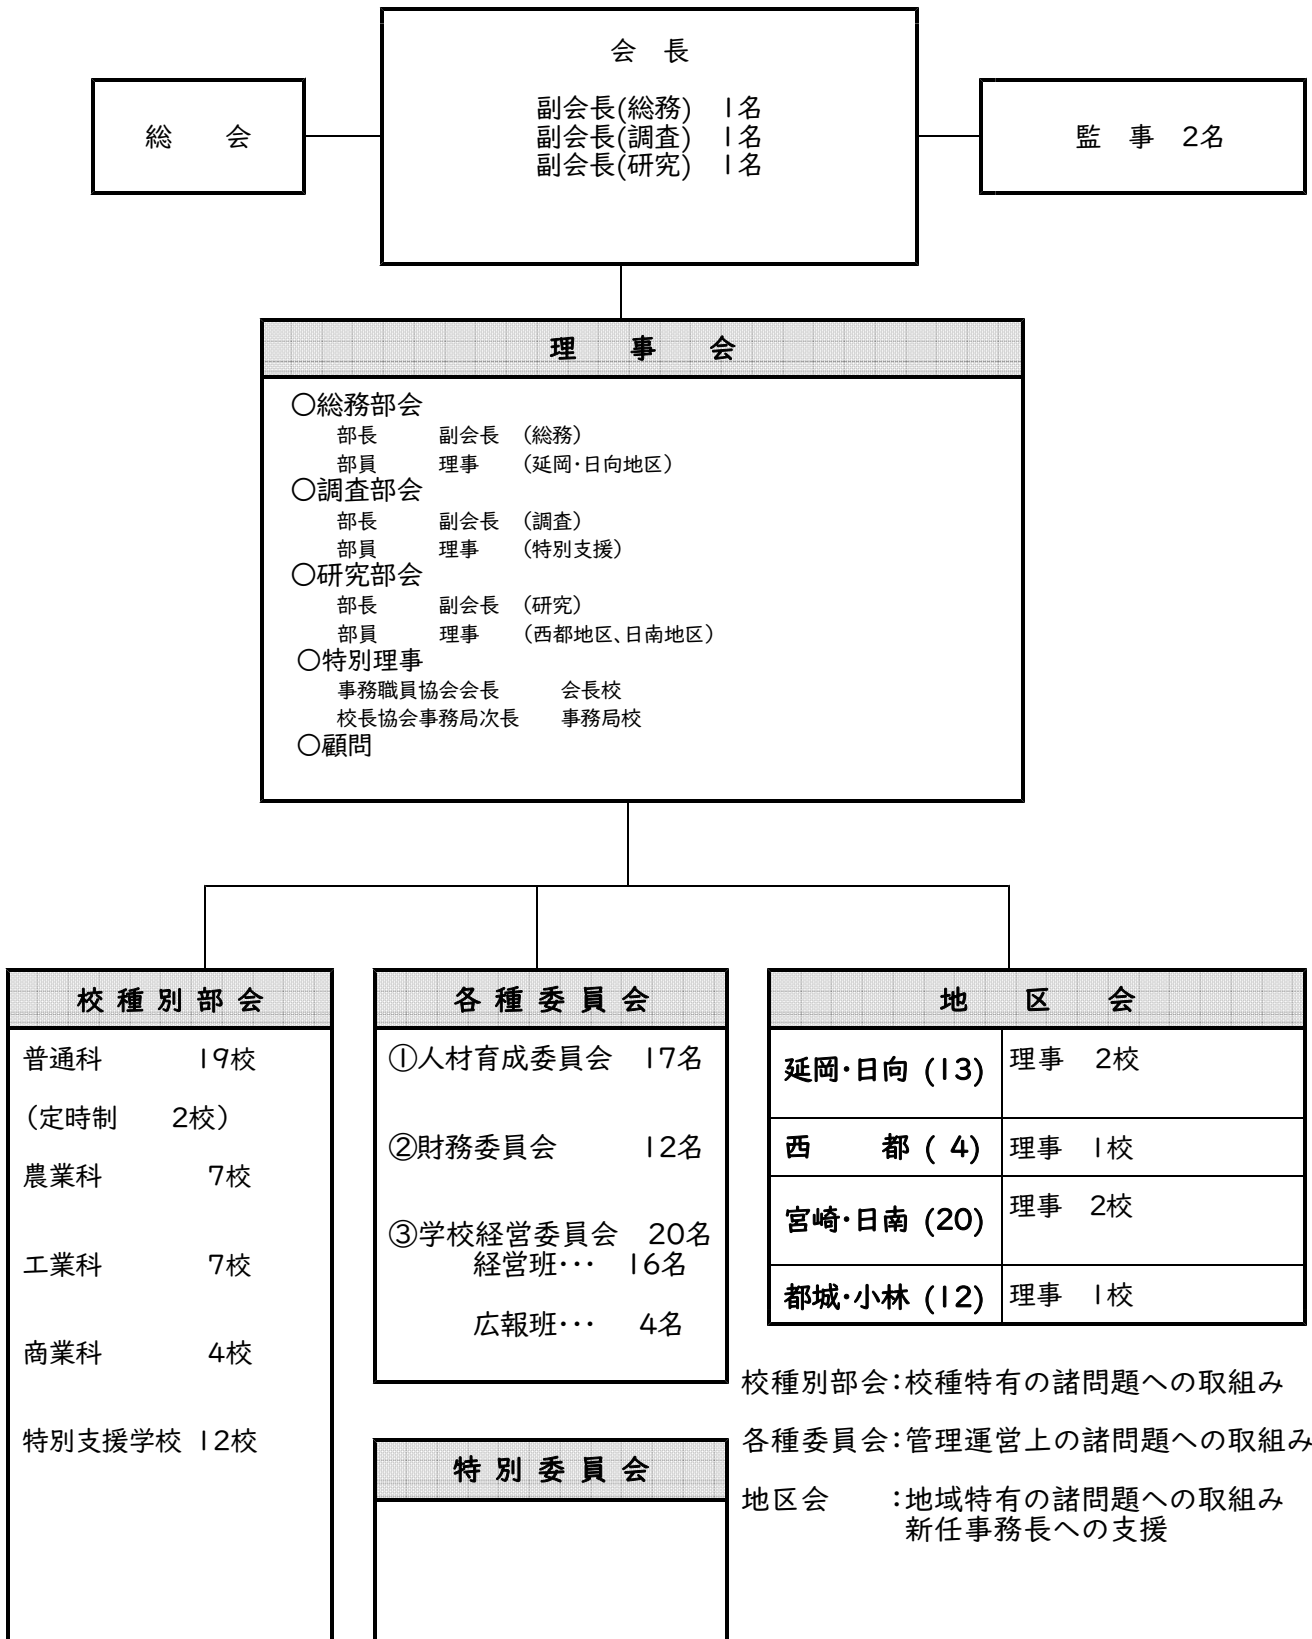 会　長
副会長(総務)　1名
副会長(調査)　1名
副会長(研究)　1名
総　　会
監　事　2名
理　事　会
○総務部会
部長　　副会長　（総務）
部員　　理事　（延岡・日向地区）
○調査部会
部長　　副会長　（調査）
部員　　理事　（特別支援）
○研究部会
部長　　副会長　（研究）
部員　　理事　（西都地区、日南地区）
○特別理事
事務職員協会会長　　会長校
校長協会事務局次長　　事務局校
○顧問
校種別部会
普通科　　19校
（定時制　　2校）
農業科　　7校
工業科　　7校
商業科　　4校
特別支援学校　12校
各種委員会
①人材育成委員会　17名
②財務委員会　　12名
③学校経営委員会　20名
経営班・・・　16名
広報班・・・　4名
特別委員会
地　区　会
延岡・日向 (13)　理事　2校
西　　都 ( 4)　理事　1校
宮崎・日南 (20)　理事　2校
都城・小林 (12)　理事　1校
校種別部会：校種特有の諸問題への取組み
各種委員会：管理運営上の諸問題への取組み
地区会　　：地域特有の諸問題への取組み
新任事務長への支援